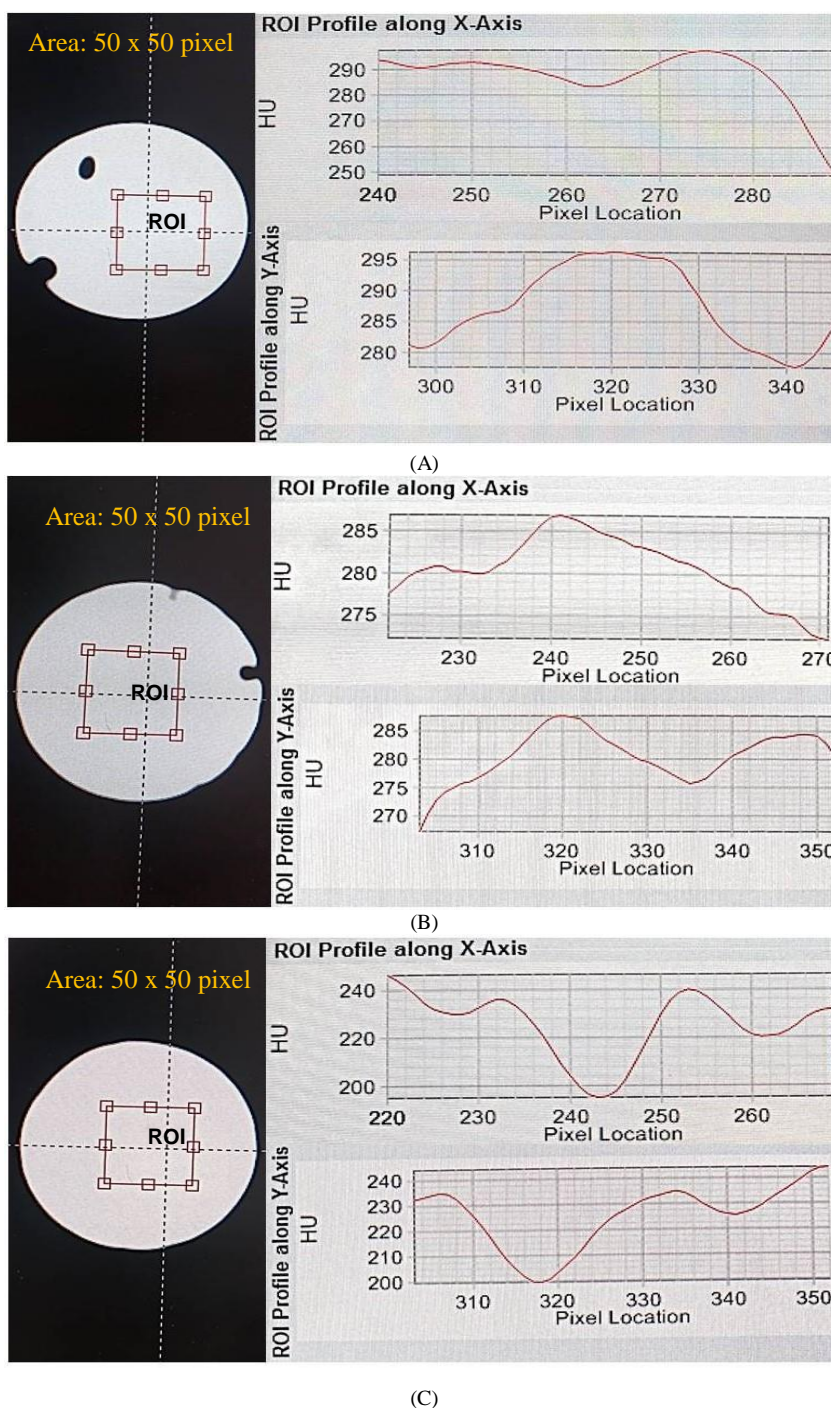 Area: 50 x 50 pixel
ROI
ROI Profile along X-Axis
HU
290
280
270
260
250
240 250 260 270 280
Pixel Location
ROI Profile along Y-Axis
HU
295
290
285
280
300 310 320 330 340
Pixel Location
(A)
Area: 50 x 50 pixel
ROI
ROI Profile along X-Axis
HU
285
280
275
230 240 250 260 270
Pixel Location
ROI Profile along Y-Axis
HU
285
280
275
270
310 320 330 340 350
Pixel Location
(B)
Area: 50 x 50 pixel
ROI
ROI Profile along X-Axis
HU
240
220
200
220 230 240 250 260
Pixel Location
ROI Profile along Y-Axis
HU
240
230
220
210
200
310 320 330 340 350
Pixel Location
(C)